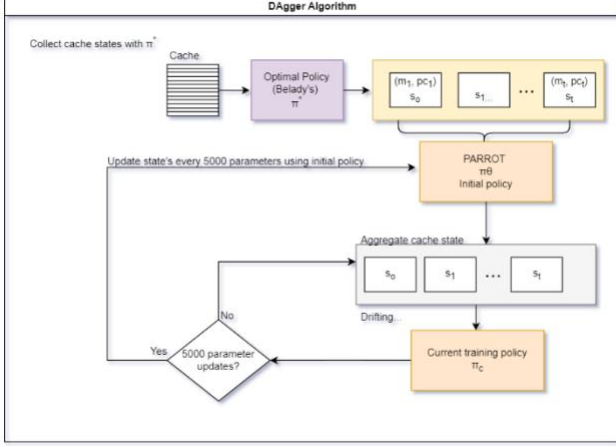 DAgger Algorithm
Collect cache states with π*
Cache
Optimal Policy
(Belady's)
π*
(m₁, pc₁)
s₀
s₁...
...
(mₜ, pcₜ)
sₜ
Update state's every 5000 parameters using initial policy
PARROT
πθ
Initial policy
Aggregate cache state
s₀
s₁
...
sₜ
No
Drifting...
Yes
5000 parameter
updates?
Current training policy
π꜀